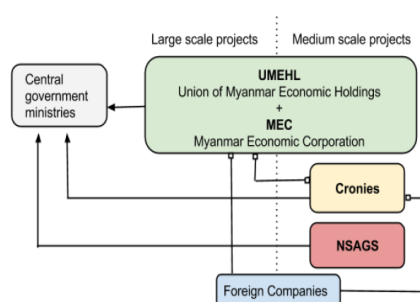 Large scale projects
Medium scale projects
Central
government
ministries
UMEHL
Union of Myanmar Economic Holdings
+
MEC
Myanmar Economic Corporation
Cronies
NSAGS
Foreign Companies